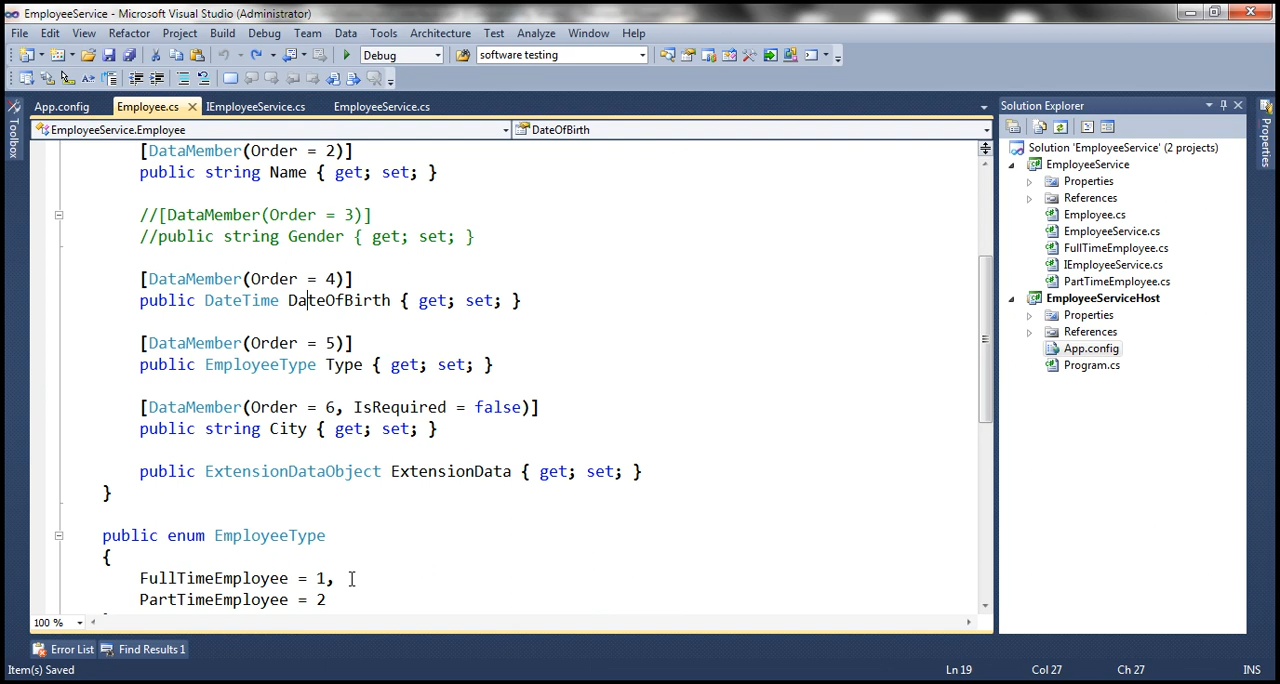 EmployeeService - Microsoft Visual Studio (Administrator)
File Edit View Refactor Project Build Debug Team Data Tools Architecture Test Analyze Window Help
Debug software testing
App.config Employee.cs IEmployeeService.cs EmployeeService.cs
EmployeeService.Employee DateOfBirth
[DataMember(Order = 2)]
public string Name { get; set; }
//[DataMember(Order = 3)]
//public string Gender { get; set; }
[DataMember(Order = 4)]
public DateTime DateOfBirth { get; set; }
[DataMember(Order = 5)]
public EmployeeType Type { get; set; }
[DataMember(Order = 6, IsRequired = false)]
public string City { get; set; }
public ExtensionDataObject ExtensionData { get; set; }
}
public enum EmployeeType
{
FullTimeEmployee = 1,
PartTimeEmployee = 2
100 %
Toolbox
Solution Explorer
Solution 'EmployeeService' (2 projects)
EmployeeService
Properties
References
Employee.cs
EmployeeService.cs
FullTimeEmployee.cs
IEmployeeService.cs
PartTimeEmployee.cs
EmployeeServiceHost
Properties
References
App.config
Program.cs
Properties
Error List Find Results 1
Item(s) Saved Ln 19 Col 27 Ch 27 INS